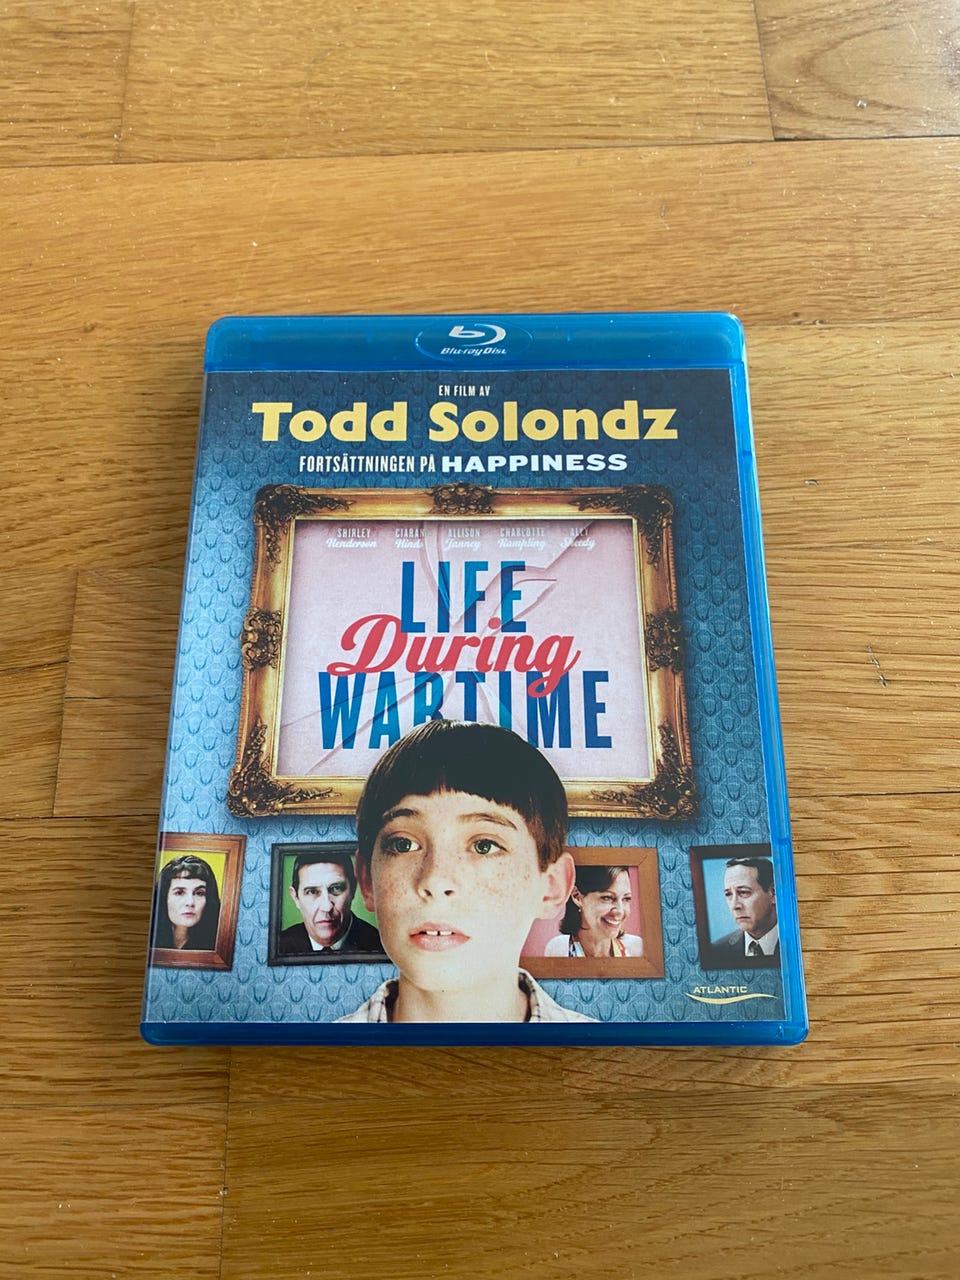 Blu-ray Disc
EN FILM AV
Todd Solondz
FORTSÄTTNINGEN PÅ HAPPINESS
SHIRLEY Henderson CIARAN Hinds ALLISON Janney CHARLOTTE Rampling ALLY Sheedy
LIFE
During
WARTIME
ATLANTIC